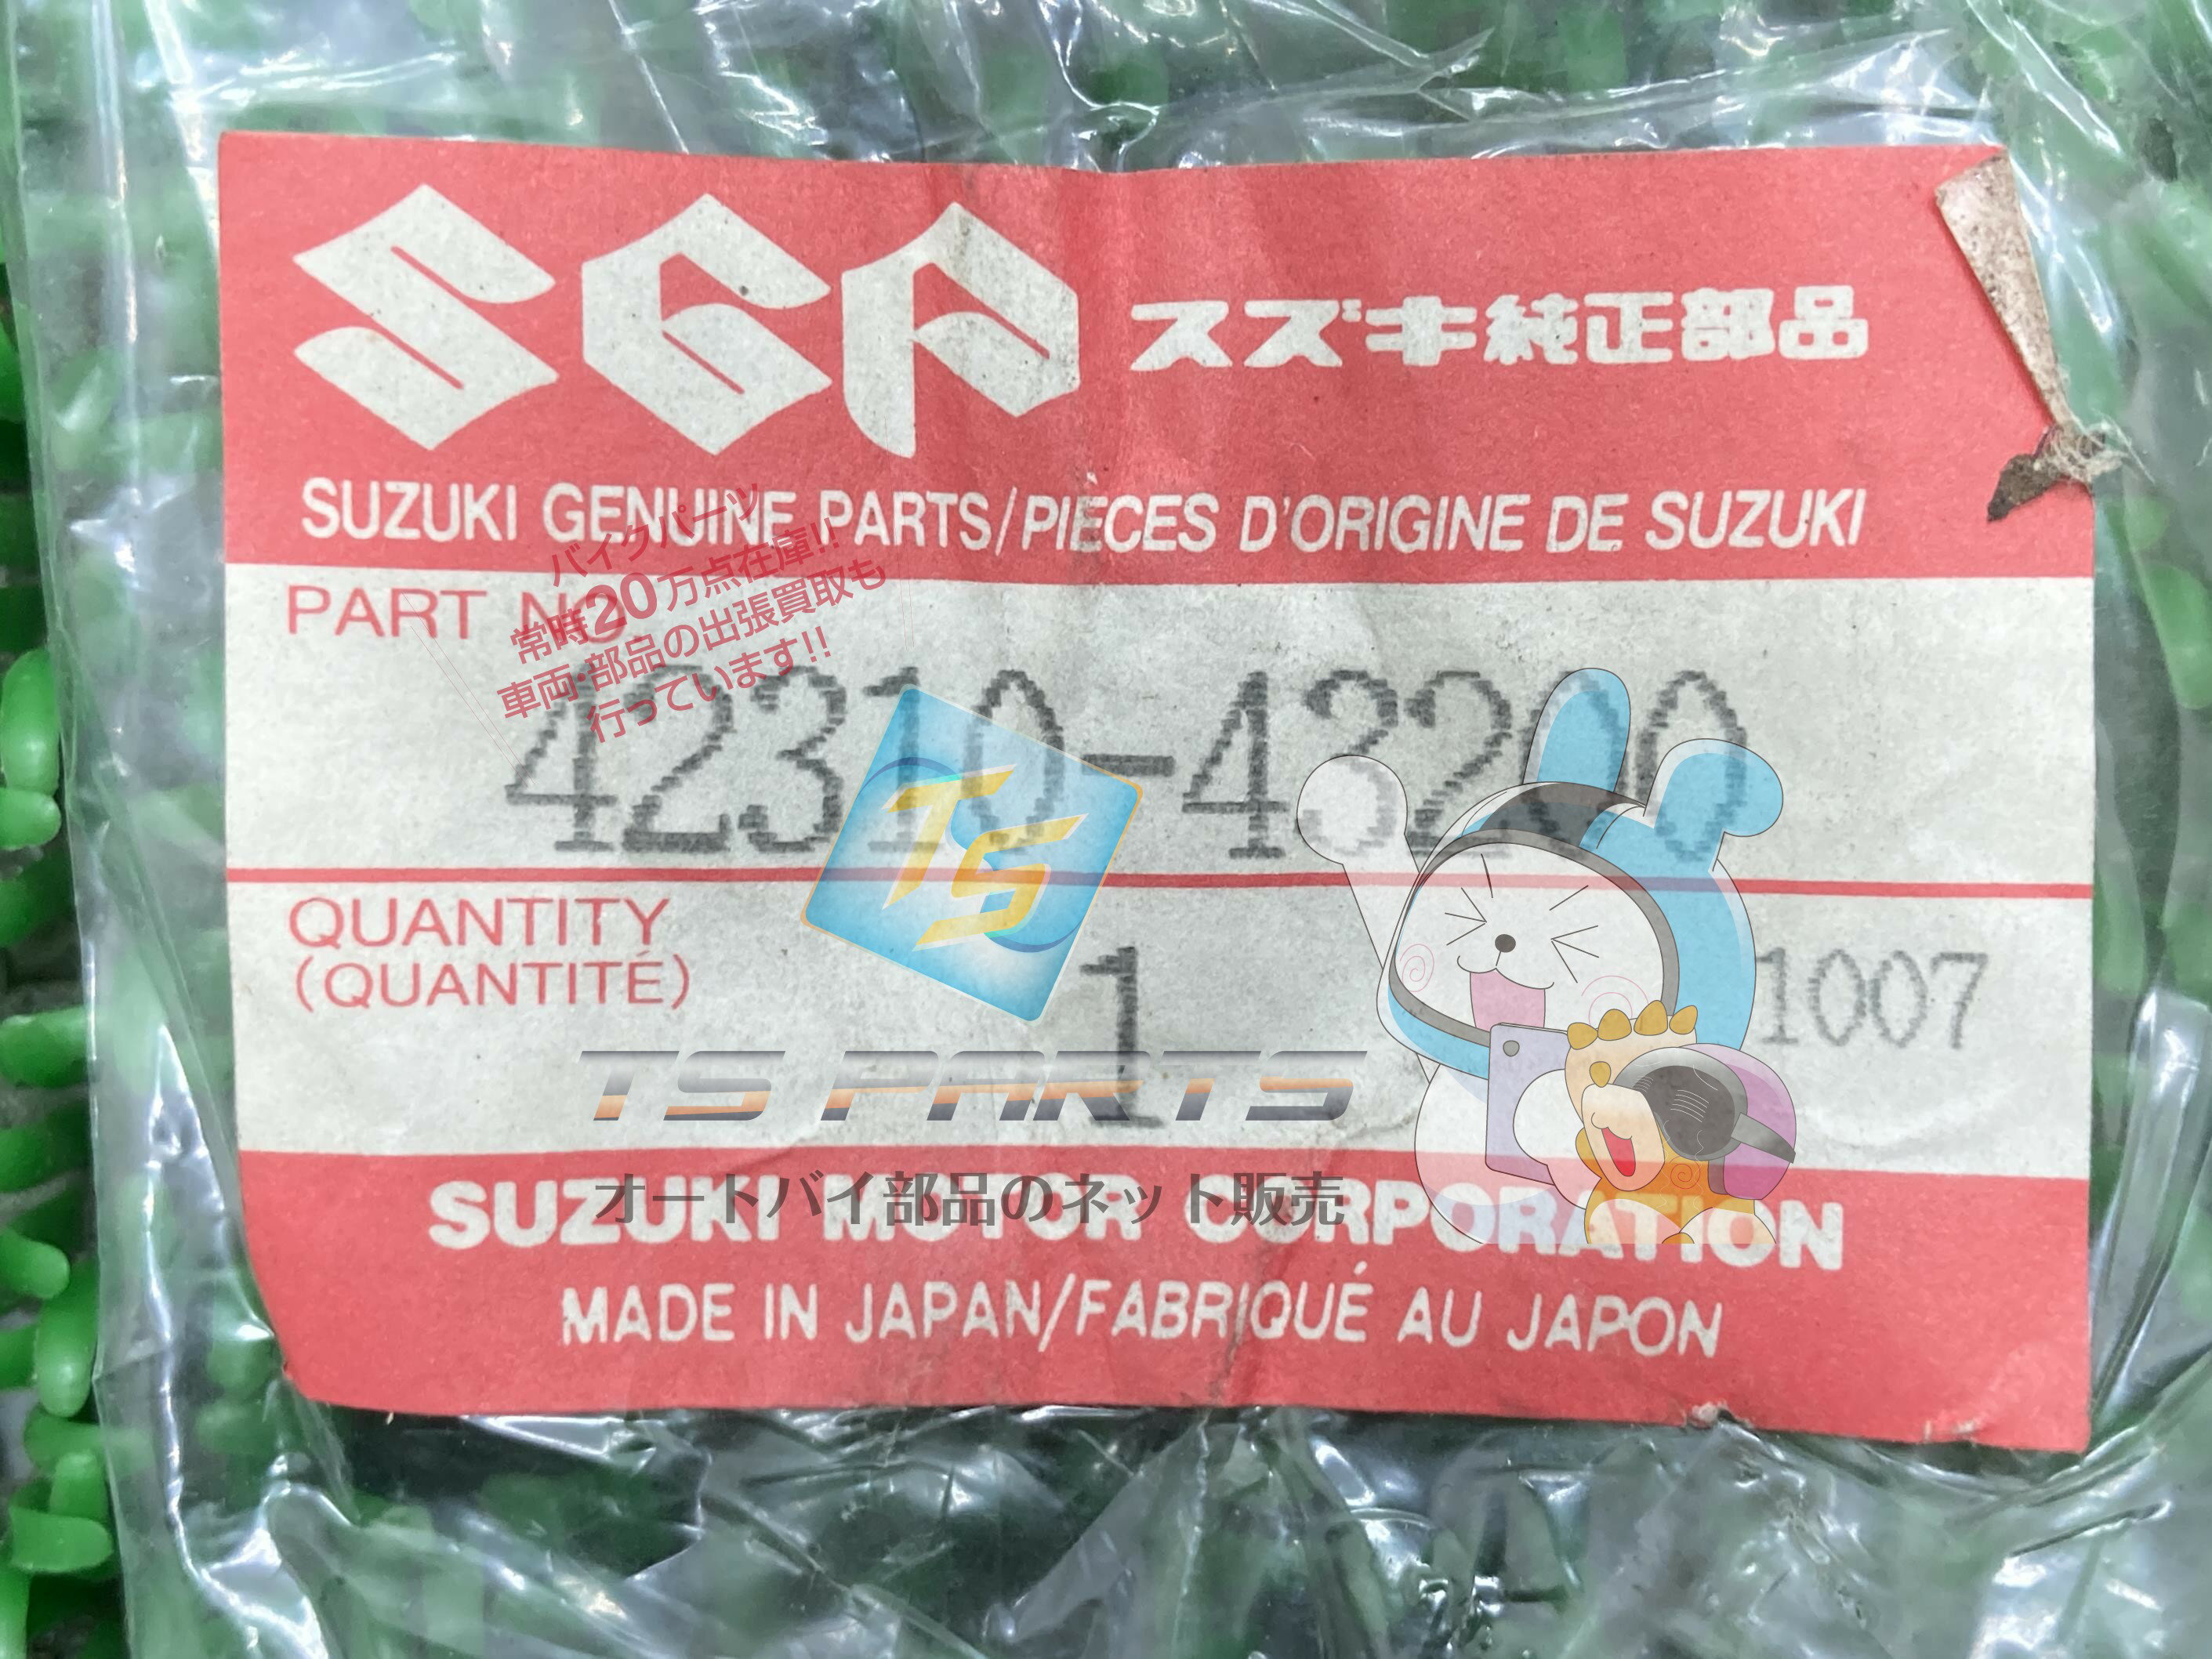 SGP スズキ純正部品
SUZUKI GENUINE PARTS/PIÈCES D'ORIGINE DE SUZUKI
PART NO.
バイクパーツ
常時20万点在庫!!
車両・部品の出張買取も
行っています!!
42310-43200
TS
QUANTITY
(QUANTITÉ)
1
1007
TS PARTS
オートバイ部品のネット販売
SUZUKI MOTOR CORPORATION
MADE IN JAPAN/FABRIQUÉ AU JAPON